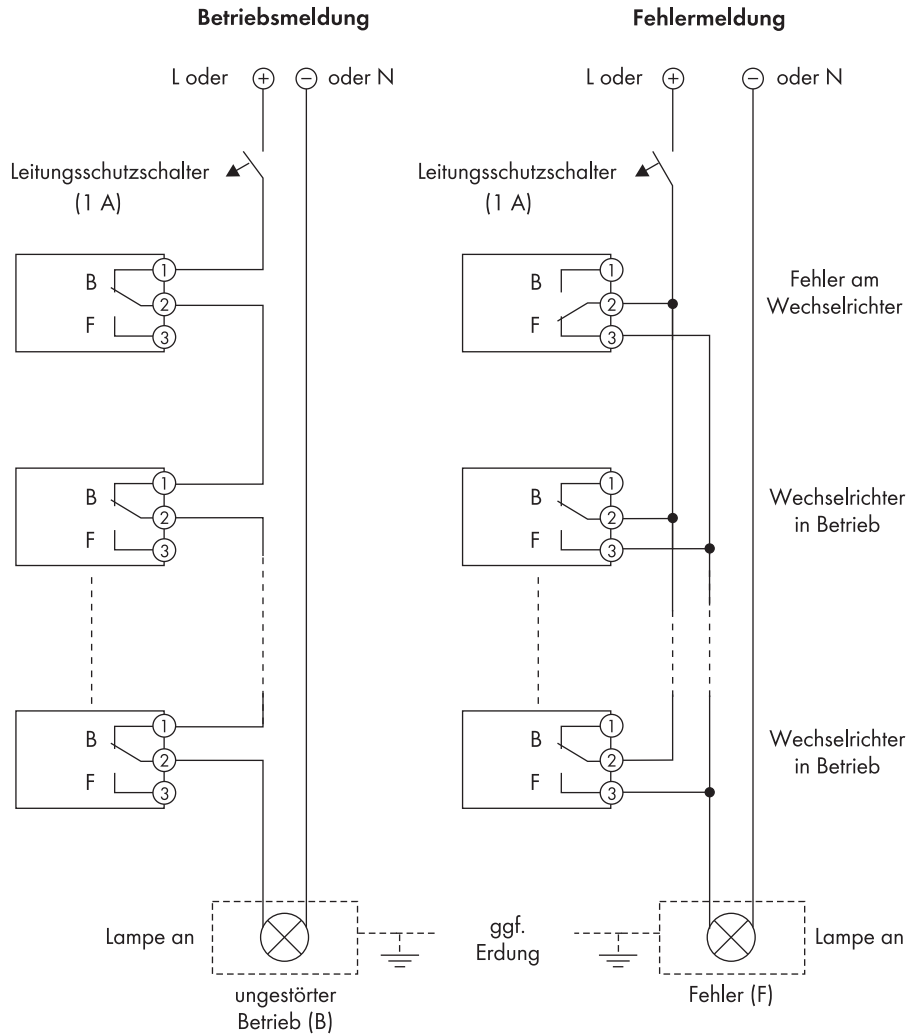 Betriebsmeldung
Fehlermeldung
L oder + − oder N
L oder + − oder N
Leitungsschutzschalter
(1 A)
Leitungsschutzschalter
(1 A)
B
F
1
2
3
B
F
1
2
3
Fehler am
Wechselrichter
B
F
1
2
3
B
F
1
2
3
Wechselrichter
in Betrieb
B
F
1
2
3
B
F
1
2
3
Wechselrichter
in Betrieb
Lampe an
ggf.
Erdung
Lampe an
ungestörter
Betrieb (B)
Fehler (F)